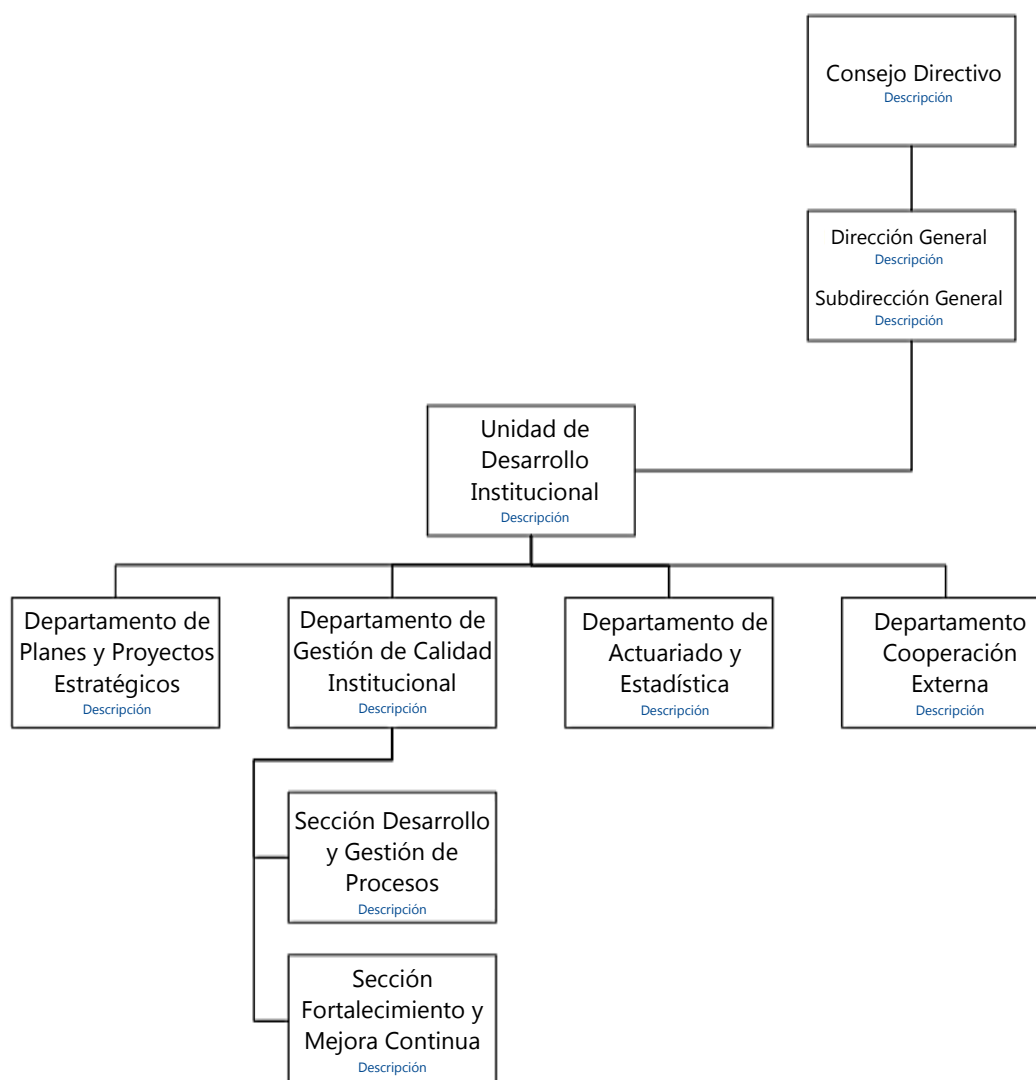 Consejo Directivo
Descripción
Dirección General
Descripción
Subdirección General
Descripción
Unidad de
Desarrollo
Institucional
Descripción
Departamento de
Planes y Proyectos
Estratégicos
Descripción
Departamento de
Gestión de Calidad
Institucional
Descripción
Departamento de
Actuariado y
Estadística
Descripción
Departamento
Cooperación
Externa
Descripción
Sección Desarrollo
y Gestión de
Procesos
Descripción
Sección
Fortalecimiento y
Mejora Continua
Descripción